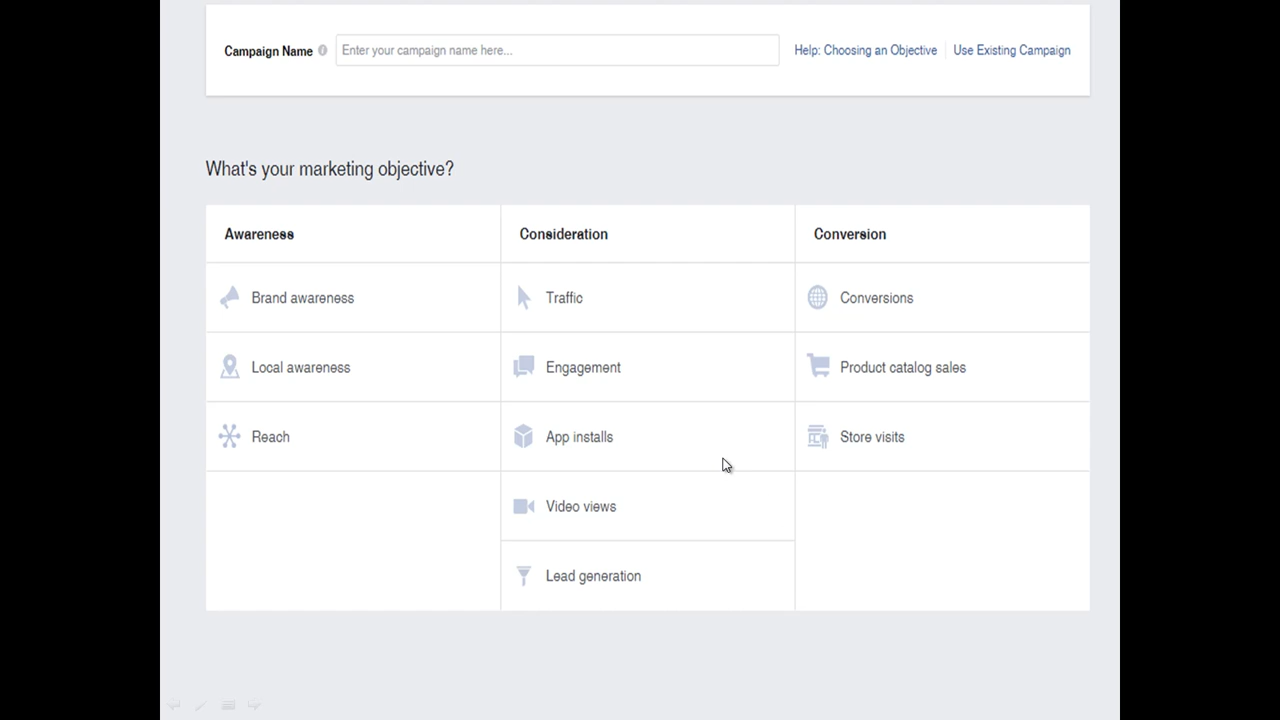 Campaign Name Enter your campaign name here... Help: Choosing an Objective Use Existing Campaign
What's your marketing objective?
Awareness Consideration Conversion
Brand awareness Traffic Conversions
Local awareness Engagement Product catalog sales
Reach App installs Store visits
Video views
Lead generation